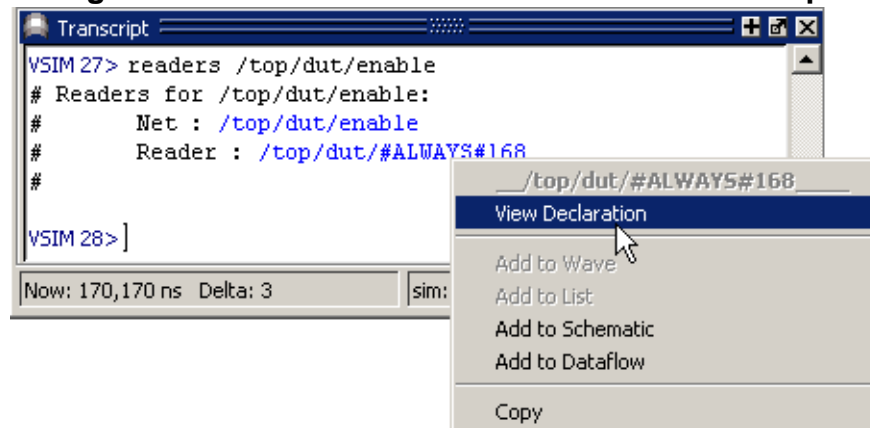 Transcript
VSIM 27> readers /top/dut/enable
# Readers for /top/dut/enable:
# Net : /top/dut/enable
# Reader : /top/dut/#ALWAYS#168
#
VSIM 28>
Now: 170,170 ns Delta: 3
sim:
__/top/dut/#ALWAYS#168____
View Declaration
Add to Wave
Add to List
Add to Schematic
Add to Dataflow
Copy